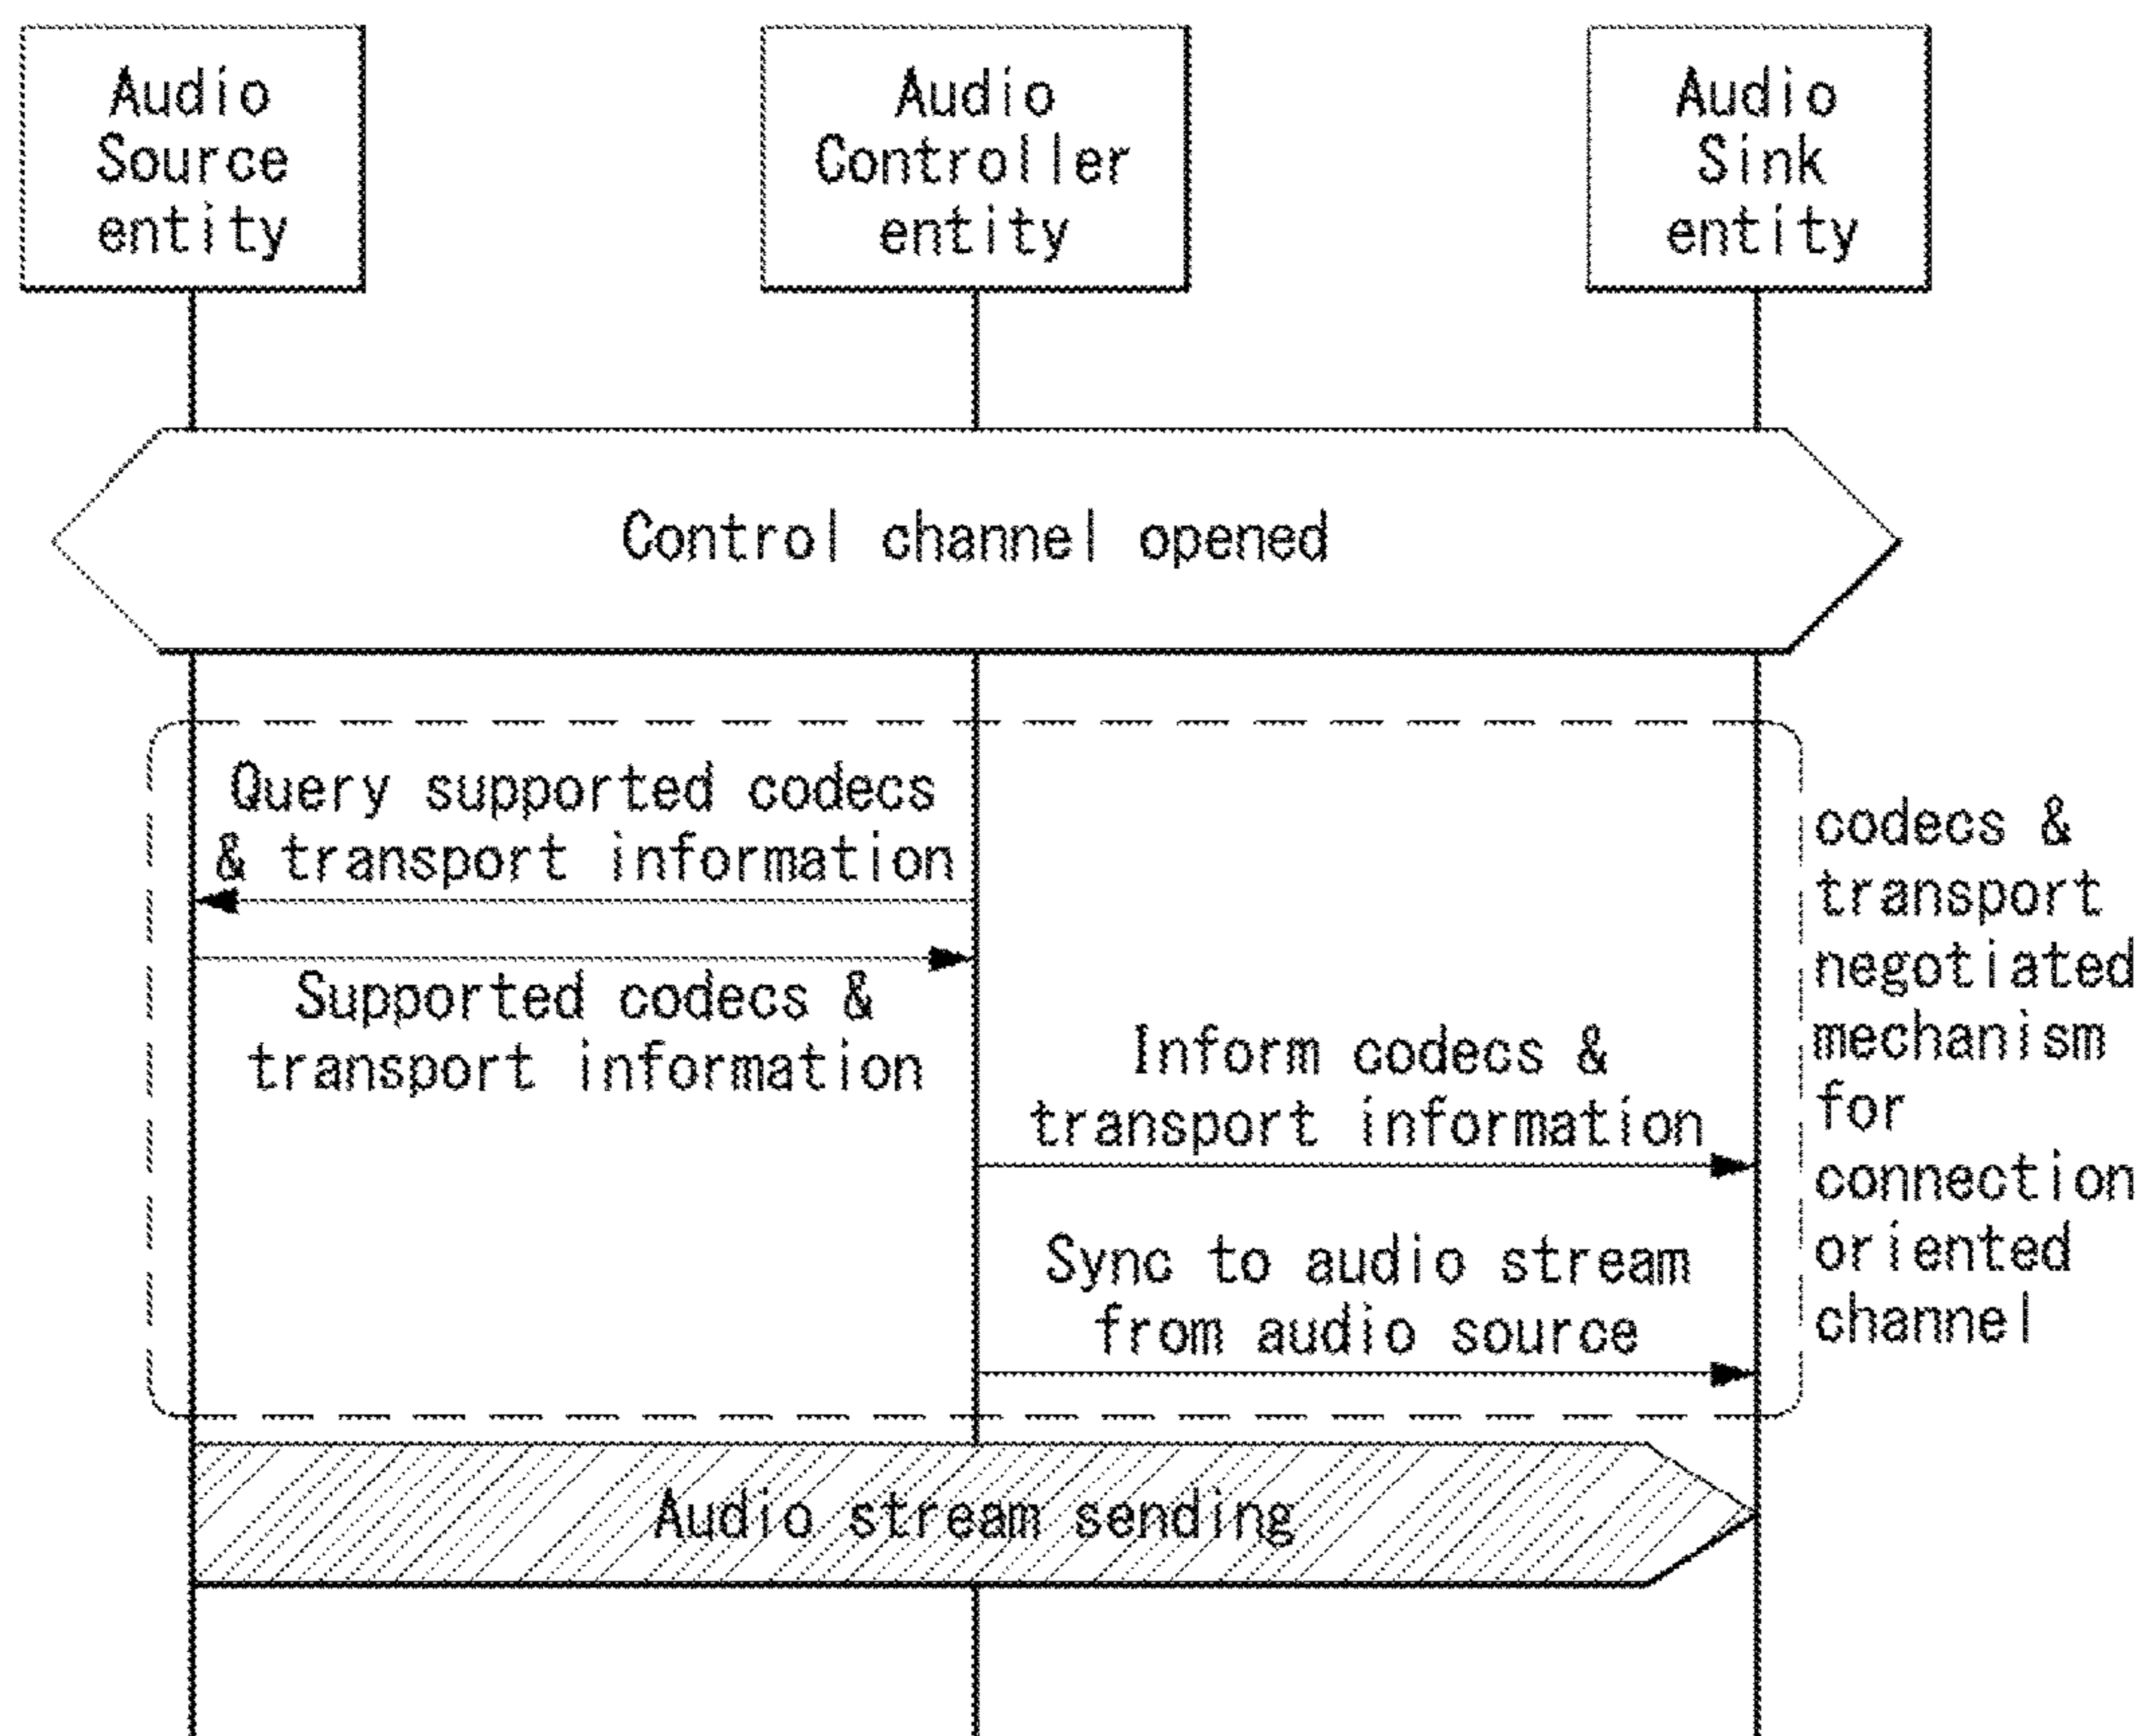 Audio
Source
entity
Audio
Controller
entity
Audio
Sink
entity
Control channel opened
Query supported codecs
& transport information
Supported codecs &
transport information
Inform codecs &
transport information
Sync to audio stream
from audio source
codecs &
transport
negotiated
mechanism
for
connection
oriented
channel
Audio stream sending